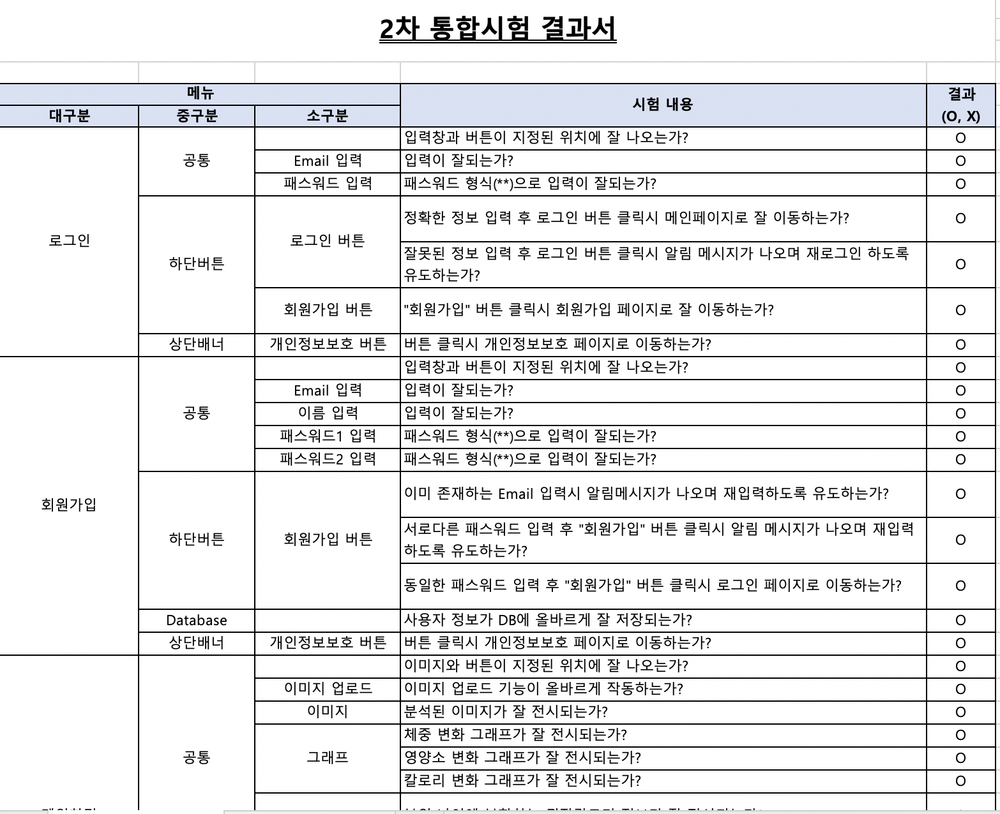 2차 통합시험 결과서
메뉴
시험 내용
결과
(O, X)
대구분
중구분
소구분
로그인
공통
입력창과 버튼이 지정된 위치에 잘 나오는가?
O
Email 입력
입력이 잘되는가?
O
패스워드 입력
패스워드 형식(**)으로 입력이 잘되는가?
O
하단버튼
로그인 버튼
정확한 정보 입력 후 로그인 버튼 클릭시 메인페이지로 잘 이동하는가?
O
잘못된 정보 입력 후 로그인 버튼 클릭시 알림 메시지가 나오며 재로그인 하도록
유도하는가?
O
회원가입 버튼
"회원가입" 버튼 클릭시 회원가입 페이지로 잘 이동하는가?
O
상단배너
개인정보보호 버튼
버튼 클릭시 개인정보보호 페이지로 이동하는가?
O
회원가입
공통
입력창과 버튼이 지정된 위치에 잘 나오는가?
O
Email 입력
입력이 잘되는가?
O
이름 입력
입력이 잘되는가?
O
패스워드1 입력
패스워드 형식(**)으로 입력이 잘되는가?
O
패스워드2 입력
패스워드 형식(**)으로 입력이 잘되는가?
O
하단버튼
회원가입 버튼
이미 존재하는 Email 입력시 알림메시지가 나오며 재입력하도록 유도하는가?
O
서로다른 패스워드 입력 후 "회원가입" 버튼 클릭시 알림 메시지가 나오며 재입력
하도록 유도하는가?
O
동일한 패스워드 입력 후 "회원가입" 버튼 클릭시 로그인 페이지로 이동하는가?
O
Database
사용자 정보가 DB에 올바르게 잘 저장되는가?
O
상단배너
개인정보보호 버튼
버튼 클릭시 개인정보보호 페이지로 이동하는가?
O
공통
이미지와 버튼이 지정된 위치에 잘 나오는가?
O
이미지 업로드
이미지 업로드 기능이 올바르게 작동하는가?
O
이미지
분석된 이미지가 잘 전시되는가?
O
그래프
체중 변화 그래프가 잘 전시되는가?
O
영양소 변화 그래프가 잘 전시되는가?
O
칼로리 변화 그래프가 잘 전시되는가?
O